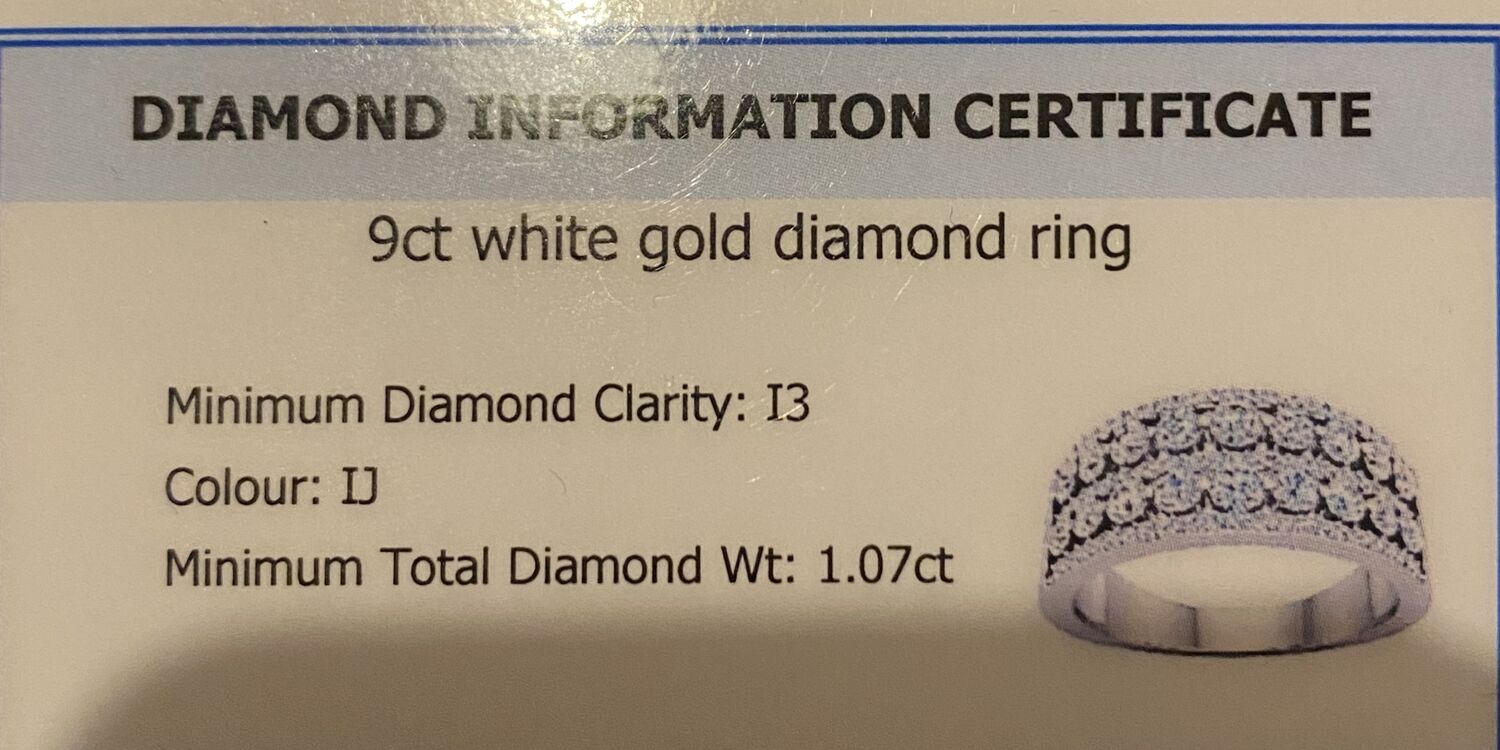 DIAMOND INFORMATION CERTIFICATE
9ct white gold diamond ring
Minimum Diamond Clarity: I3
Colour: IJ
Minimum Total Diamond Wt: 1.07ct